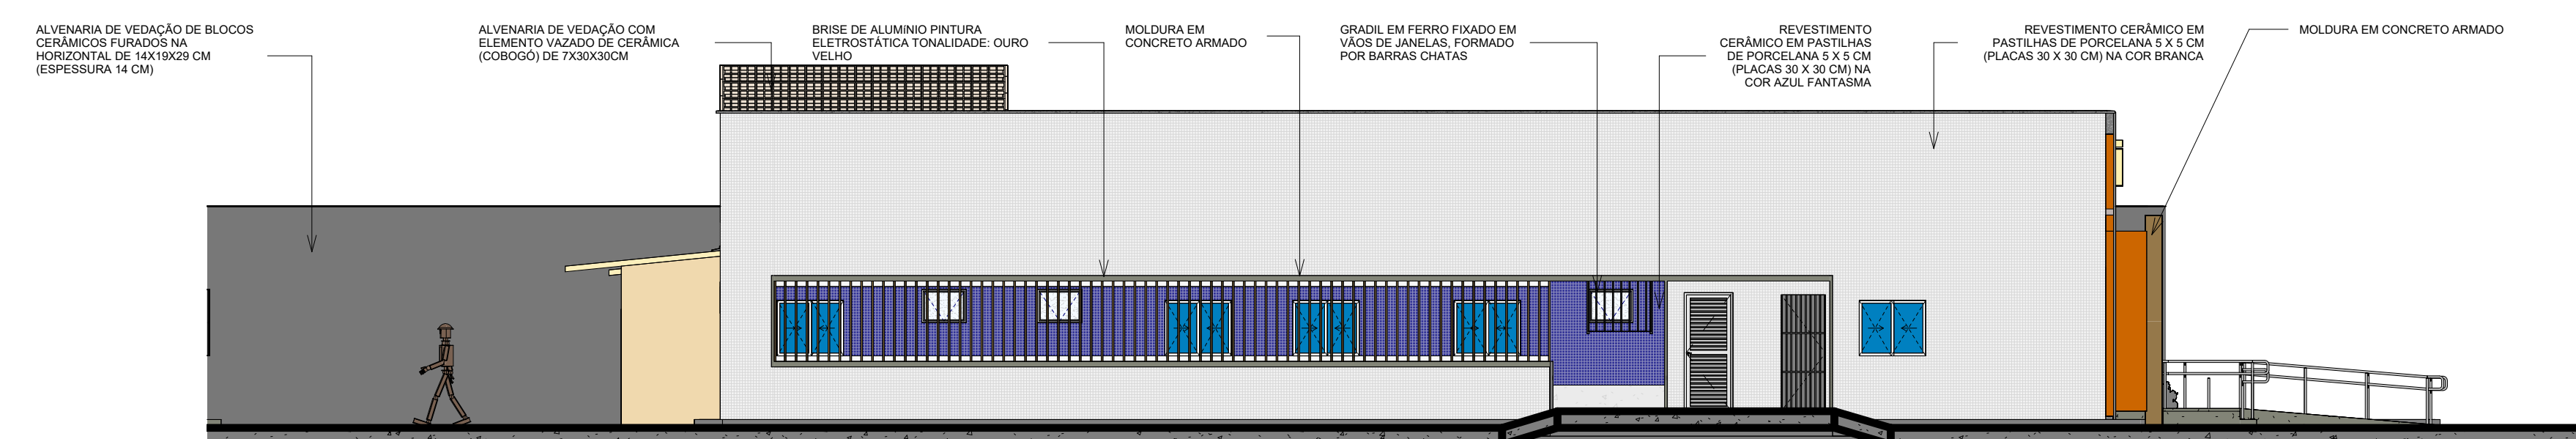 ALVENARIA DE VEDAÇÃO DE BLOCOS
CERÂMICOS FURADOS NA
HORIZONTAL DE 14X19X29 CM
(ESPESSURA 14 CM)
ALVENARIA DE VEDAÇÃO COM
ELEMENTO VAZADO DE CERÂMICA
(COBOGÓ) DE 7X30X30CM
BRISE DE ALUMíNIO PINTURA
ELETROSTÁTICA TONALIDADE: OURO
VELHO
MOLDURA EM
CONCRETO ARMADO
GRADIL EM FERRO FIXADO EM
VÃOS DE JANELAS, FORMADO
POR BARRAS CHATAS
REVESTIMENTO
CERÂMICO EM PASTILHAS
DE PORCELANA 5 X 5 CM
(PLACAS 30 X 30 CM) NA
COR AZUL FANTASMA
REVESTIMENTO CERÂMICO EM
PASTILHAS DE PORCELANA 5 X 5 CM
(PLACAS 30 X 30 CM) NA COR BRANCA
MOLDURA EM CONCRETO ARMADO